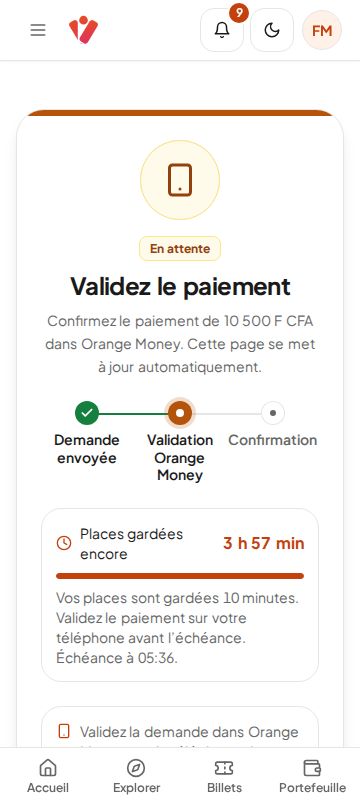 9
FM
En attente
Validez le paiement
Confirmez le paiement de 10 500 F CFA
dans Orange Money. Cette page se met
à jour automatiquement.
Demande
envoyée
Validation
Orange
Money
Confirmation
Places gardées
encore
3 h 57 min
Vos places sont gardées 10 minutes.
Validez le paiement sur votre
téléphone avant l'échéance.
Échéance à 05:36.
Validez la demande dans Orange
Accueil
Explorer
Billets
Portefeuille